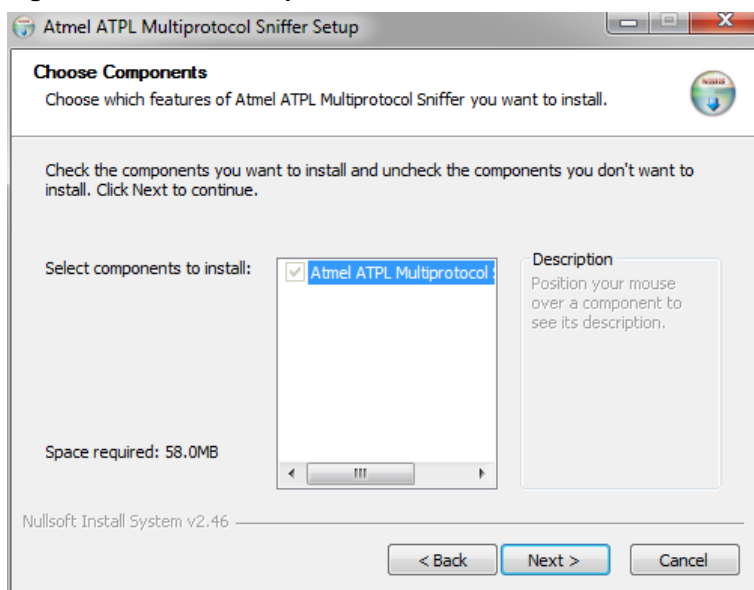 Atmel ATPL Multiprotocol Sniffer Setup
Choose Components
Choose which features of Atmel ATPL Multiprotocol Sniffer you want to install.
Check the components you want to install and uncheck the components you don't want to
install. Click Next to continue.
Select components to install:
Atmel ATPL Multiprotocol
Description
Position your mouse
over a component to
see its description.
Space required: 58.0MB
Nullsoft Install System v2.46
< Back
Next >
Cancel